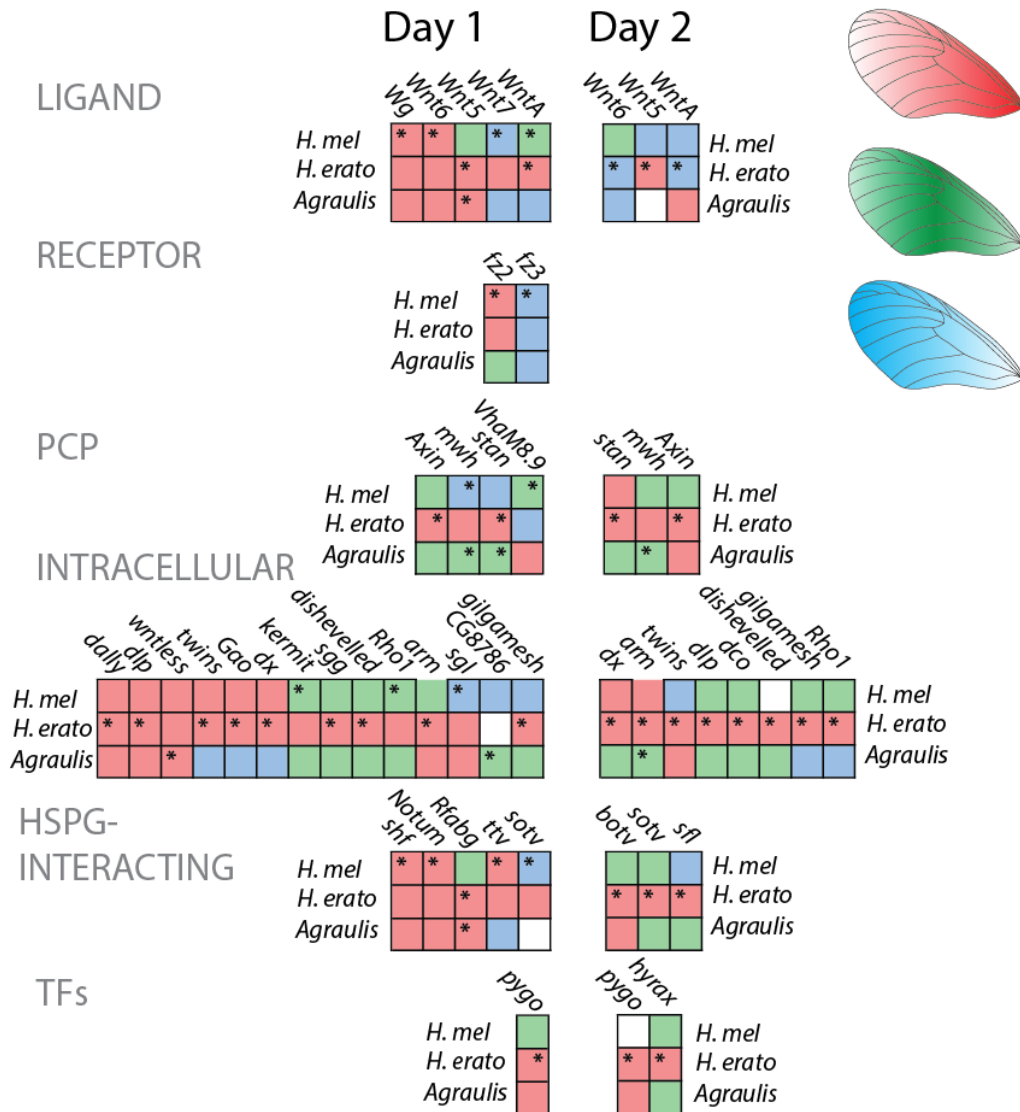 Day 1 Day 2
LIGAND
Wg Wnt6 Wnt5 Wnt7 WntA
Wnt6 Wnt5 WntA
H. mel * * * * H. mel
H. erato * * * * * H. erato
Agraulis * Agraulis
RECEPTOR
fz2 fz3
H. mel * *
H. erato
Agraulis
PCP
Axin mwh stan VhaM8.9
stan mwh Axin
H. mel * * H. mel
H. erato * * * * H. erato
Agraulis * * * Agraulis
INTRACELLULAR
dally dlp wntless twins Gao dx kermit sgg dishevelled Rho1 arm sgl CG8786 gilgamesh
dx arm twins dlp dco dishevelled gilgamesh Rho1
H. mel * * * H. mel
H. erato * * * * * * * * * * * * * * * * * H. erato
Agraulis * * * Agraulis
HSPG-
INTERACTING
shf Notum Rfabg ttv sotv
botv sotv sfl
H. mel * * * * H. mel
H. erato * * * * H. erato
Agraulis * Agraulis
TFs
pygo
pygo hyrax
H. mel H. mel
H. erato * * * H. erato
Agraulis Agraulis